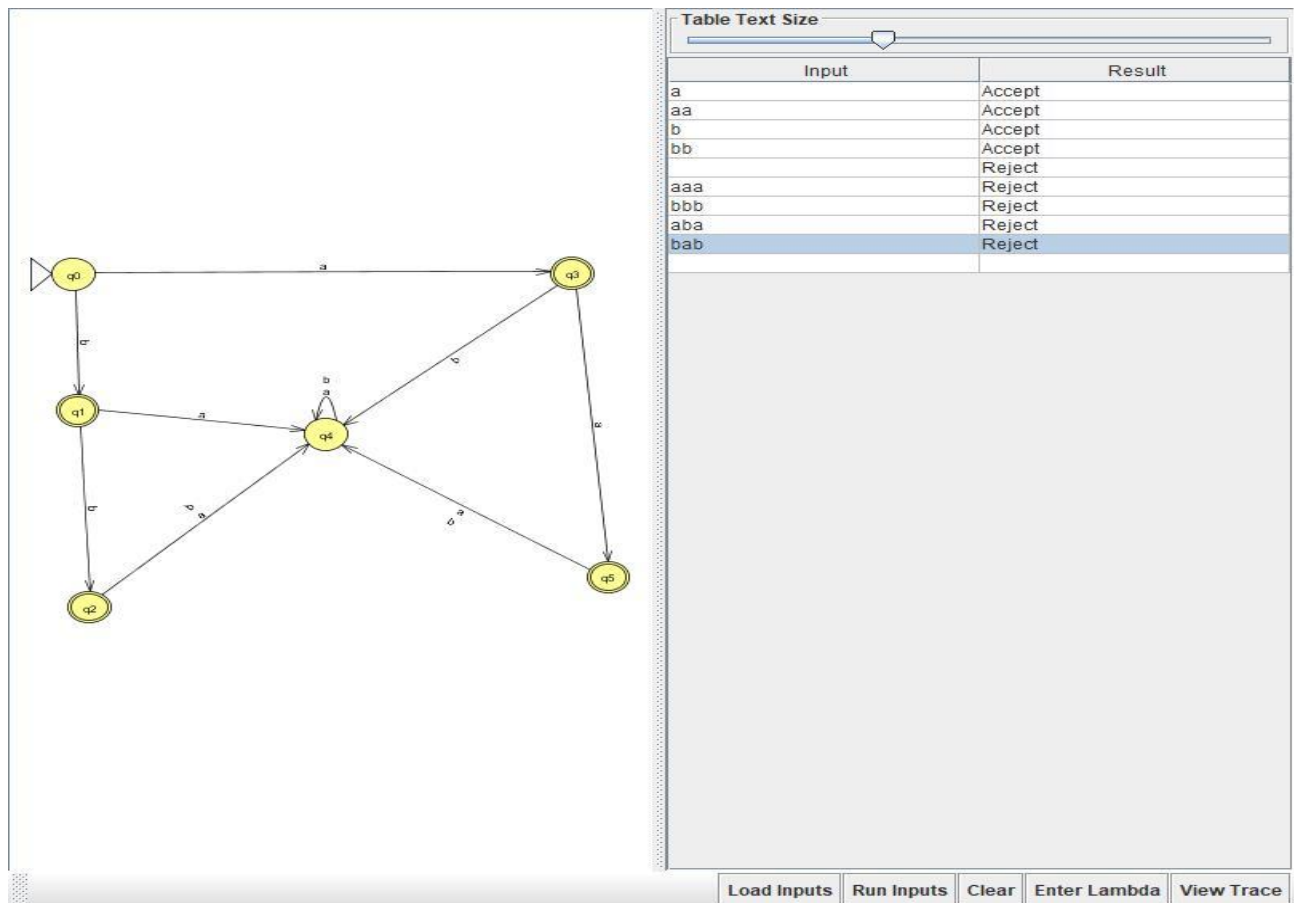 Table Text Size
Input Result
a Accept
aa Accept
b Accept
bb Accept
Reject
aaa Reject
bbb Reject
aba Reject
bab Reject
q0
a
q3
b
b
q1
a
b
a
q4
a
b
b
a
a
b
q5
q2
Load Inputs Run Inputs Clear Enter Lambda View Trace